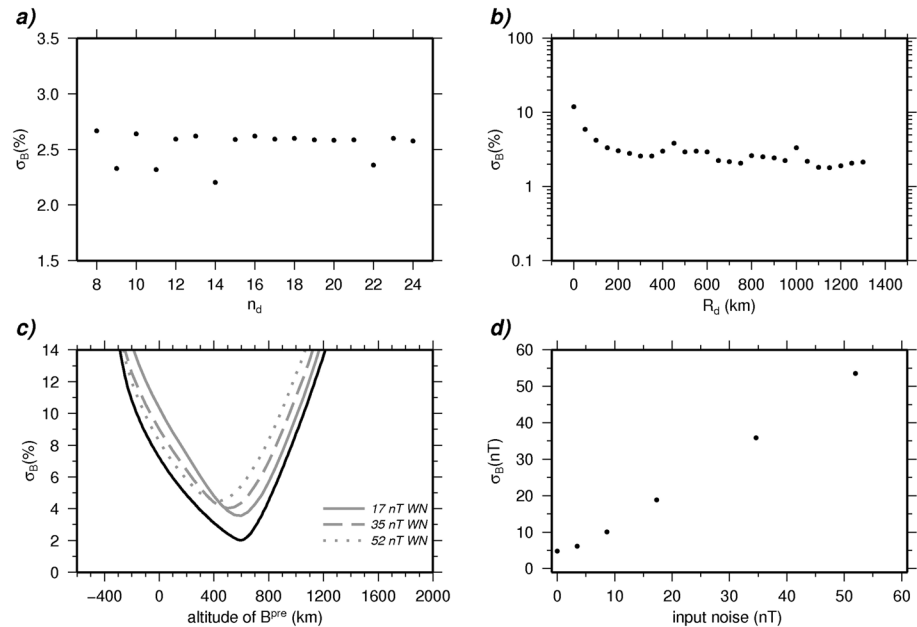 a)
3.5
3.0
2.5
2.0
1.5
σB(%)
8 10 12 14 16 18 20 22 24
nd
b)
100
10
1
0.1
σB(%)
0 200 400 600 800 1000 1200 1400
Rd (km)
c)
14
12
10
8
6
4
2
0
σB(%)
17 nT WN
35 nT WN
52 nT WN
−400 0 400 800 1200 1600 2000
altitude of Bpre (km)
d)
60
50
40
30
20
10
0
σB(nT)
0 10 20 30 40 50 60
input noise (nT)